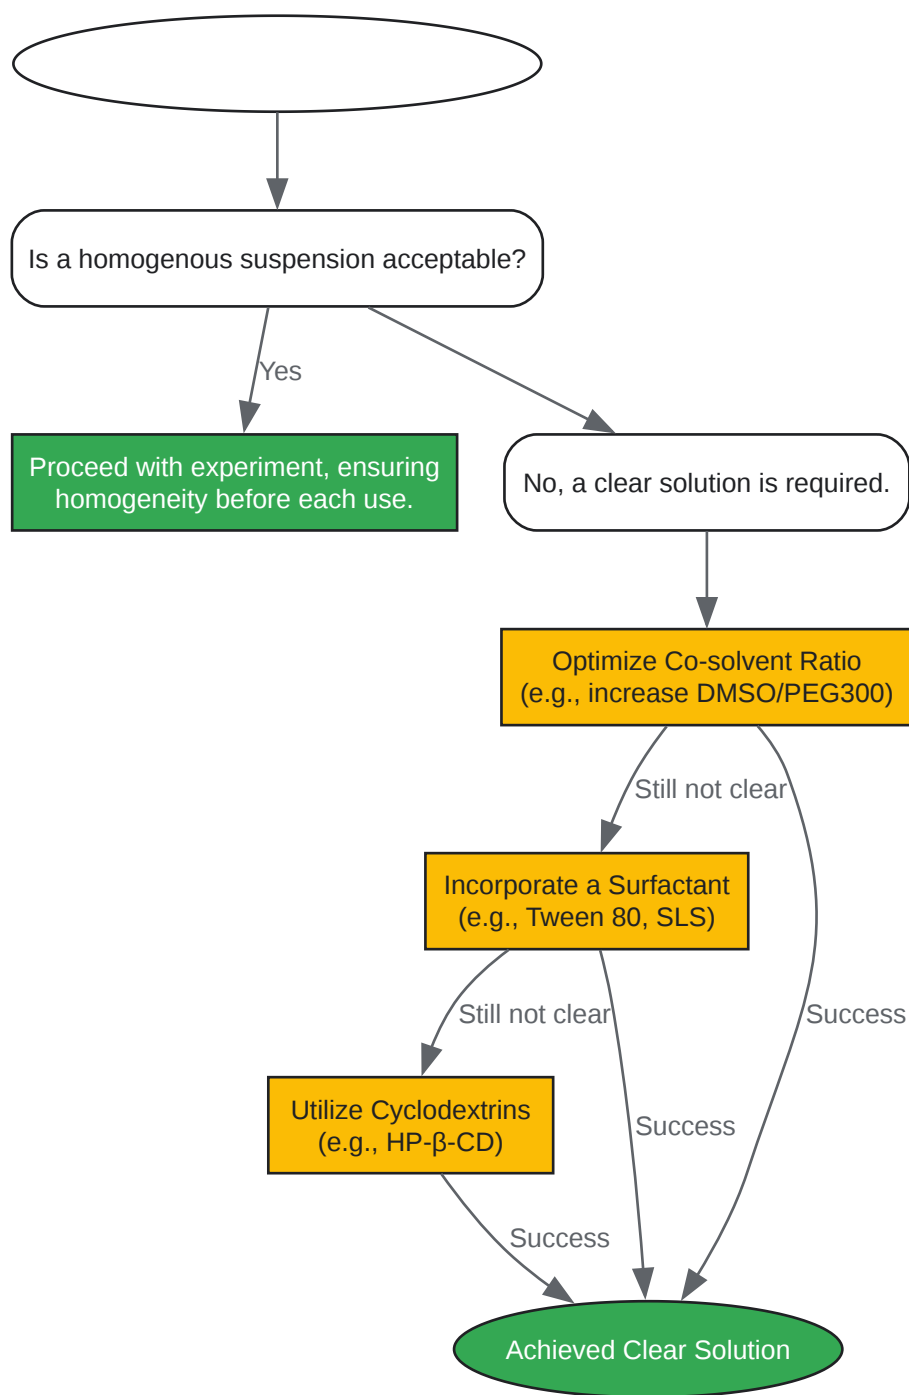 Is a homogenous suspension acceptable?
Yes
Proceed with experiment, ensuring
homogeneity before each use.
No, a clear solution is required.
Optimize Co-solvent Ratio
(e.g., increase DMSO/PEG300)
Still not clear
Incorporate a Surfactant
(e.g., Tween 80, SLS)
Still not clear
Success
Utilize Cyclodextrins
(e.g., HP-β-CD)
Success
Success
Achieved Clear Solution